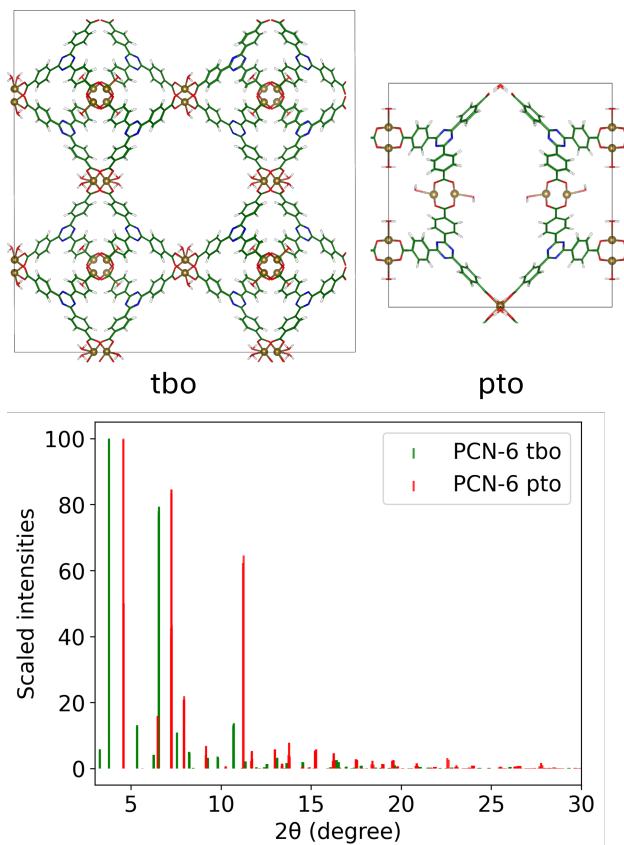 tbo
pto
100
80
60
40
20
0
Scaled intensities
PCN-6 tbo
PCN-6 pto
5
10
15
20
25
30
2θ (degree)